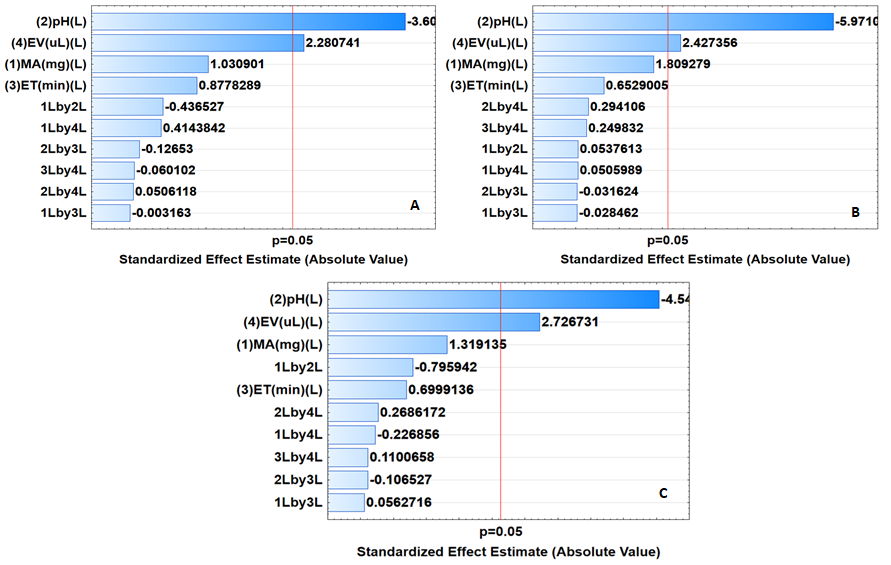 (2)pH(L) -3.60
(4)EV(uL)(L) 2.280741
(1)MA(mg)(L) 1.030901
(3)ET(min)(L) 0.8778289
1Lby2L -0.436527
1Lby4L 0.4143842
2Lby3L -0.12653
3Lby4L -0.060102
2Lby4L 0.0506118
1Lby3L -0.003163
A
p=0.05
Standardized Effect Estimate (Absolute Value)
(2)pH(L) -5.9710
(4)EV(uL)(L) 2.427356
(1)MA(mg)(L) 1.809279
(3)ET(min)(L) 0.6529005
2Lby4L 0.294106
3Lby4L 0.249832
1Lby2L 0.0537613
1Lby4L 0.0505989
2Lby3L -0.031624
1Lby3L -0.028462
B
p=0.05
Standardized Effect Estimate (Absolute Value)
(2)pH(L) -4.54
(4)EV(uL)(L) 2.726731
(1)MA(mg)(L) 1.319135
1Lby2L -0.795942
(3)ET(min)(L) 0.6999136
2Lby4L 0.2686172
1Lby4L -0.226856
3Lby4L 0.1100658
2Lby3L -0.106527
1Lby3L 0.0562716
C
p=0.05
Standardized Effect Estimate (Absolute Value)